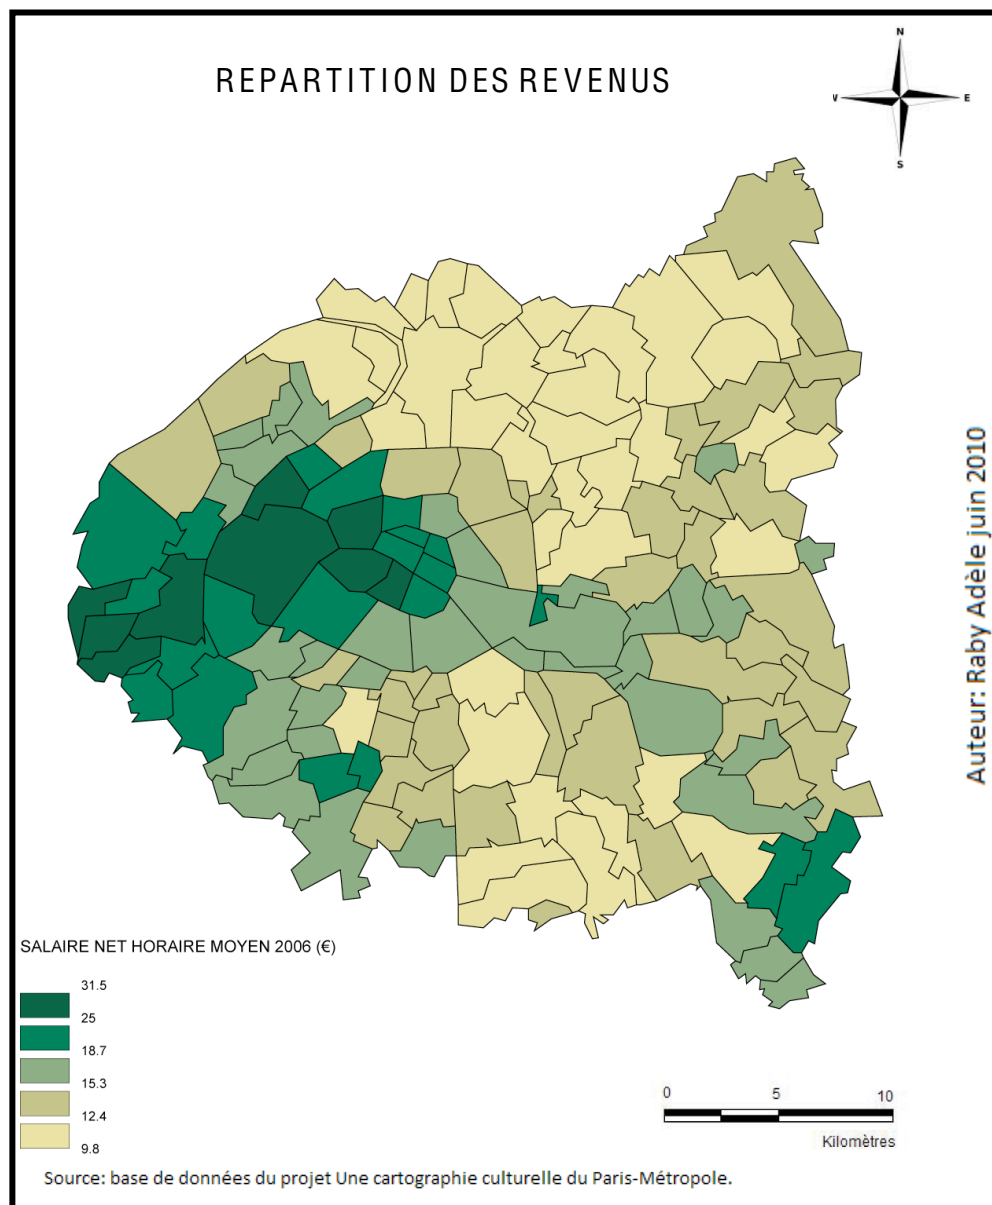 REPARTITION DES REVENUS
N
E
S
Auteur: Raby Adèle juin 2010
SALAIRE NET HORAIRE MOYEN 2006 (€)
31.5
25
18.7
15.3
12.4
9.8
0 5 10
Kilomètres
Source: base de données du projet Une cartographie culturelle du Paris-Métropole.